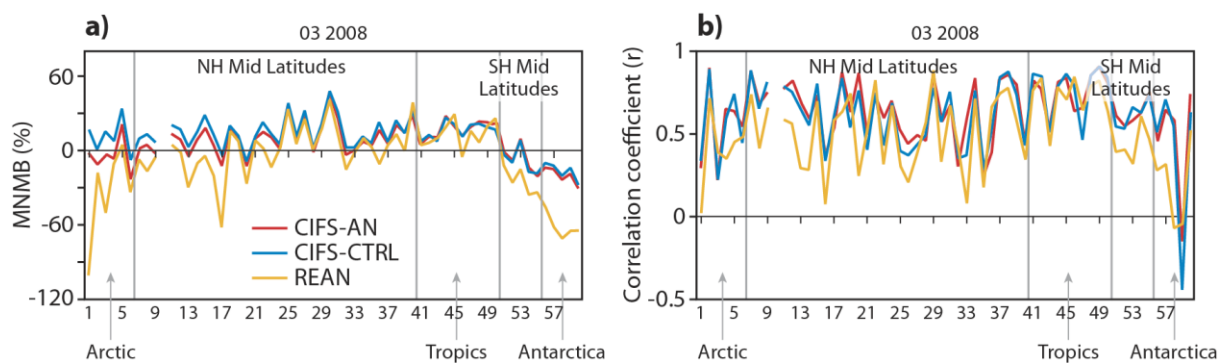 a)
03 2008
NH Mid Latitudes
SH Mid
Latitudes
MNMB (%)
60
0
-60
-120
CIFS-AN
CIFS-CTRL
REAN
1 5 9 13 17 21 25 29 33 37 41 45 49 53 57
Arctic
Tropics
Antarctica
b)
03 2008
NH Mid Latitudes
SH Mid
Latitudes
Correlation coefficient (r)
1
0.5
0
-0.5
1 5 9 13 17 21 25 29 33 37 41 45 49 53 57
Arctic
Tropics
Antarctica